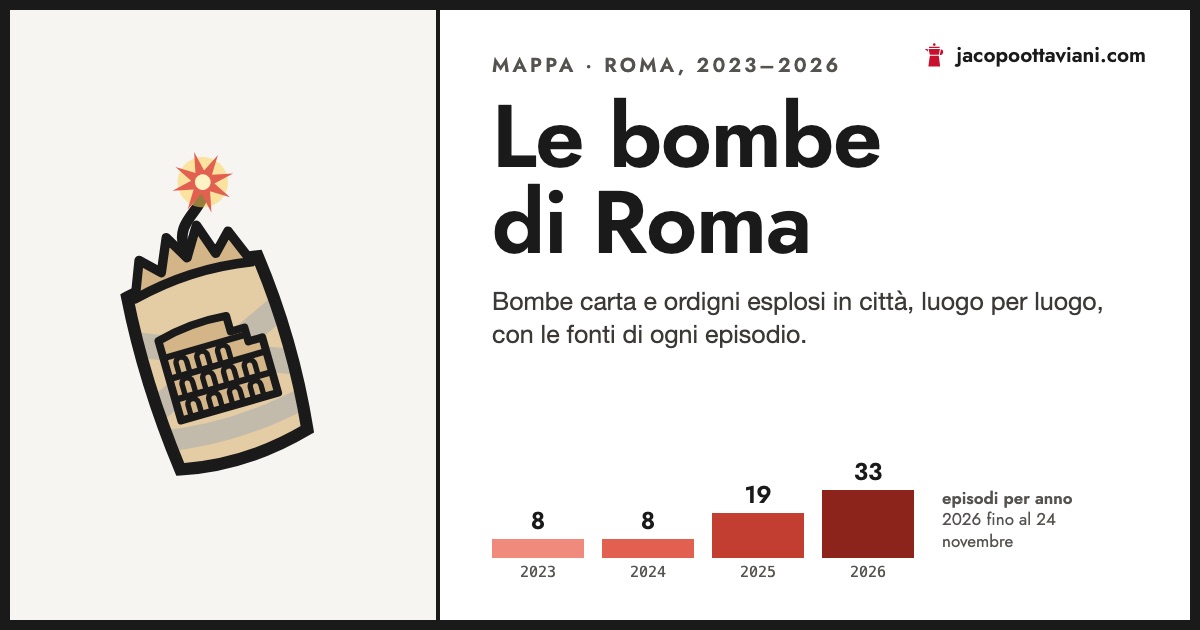 MAPPA · ROMA, 2023–2026
jacopoottaviani.com
Le bombe
di Roma
Bombe carta e ordigni esplosi in città, luogo per luogo,
con le fonti di ogni episodio.
8
8
19
33
2023
2024
2025
2026
episodi per anno
2026 fino al 24
novembre